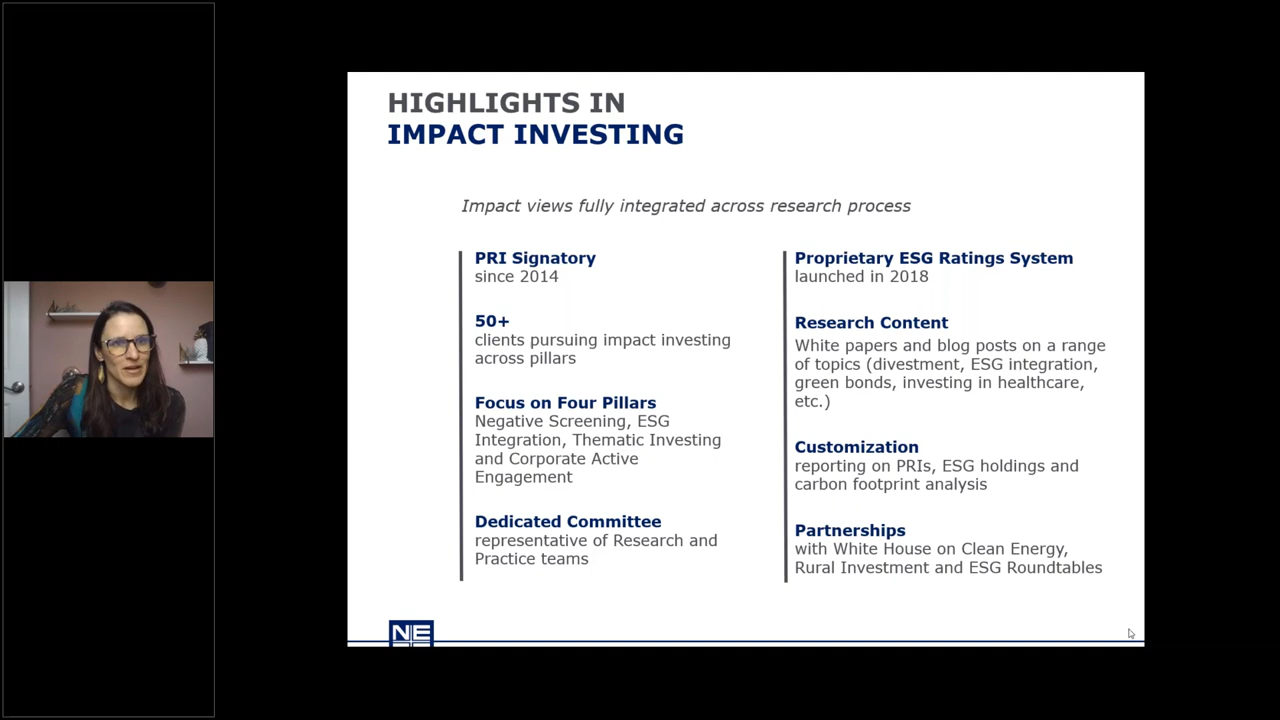 HIGHLIGHTS IN
IMPACT INVESTING
Impact views fully integrated across research process
PRI Signatory
since 2014
50+
clients pursuing impact investing
across pillars
Focus on Four Pillars
Negative Screening, ESG
Integration, Thematic Investing
and Corporate Active
Engagement
Dedicated Committee
representative of Research and
Practice teams
Proprietary ESG Ratings System
launched in 2018
Research Content
White papers and blog posts on a range
of topics (divestment, ESG integration,
green bonds, investing in healthcare,
etc.)
Customization
reporting on PRIs, ESG holdings and
carbon footprint analysis
Partnerships
with White House on Clean Energy,
Rural Investment and ESG Roundtables
NE